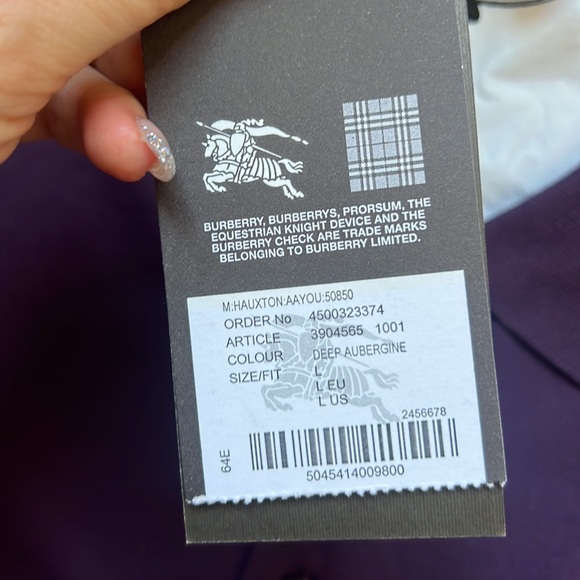 BURBERRY, BURBERRYS, PRORSUM, THE
EQUESTRIAN KNIGHT DEVICE AND THE
BURBERRY CHECK ARE TRADE MARKS
BELONGING TO BURBERRY LIMITED.
M:HAUXTON:AAYOU:50850
ORDER No 4500323374
ARTICLE 3904565 1001
COLOUR DEEP AUBERGINE
SIZE/FIT L
L EU
L US
2456678
64E
5045414009800